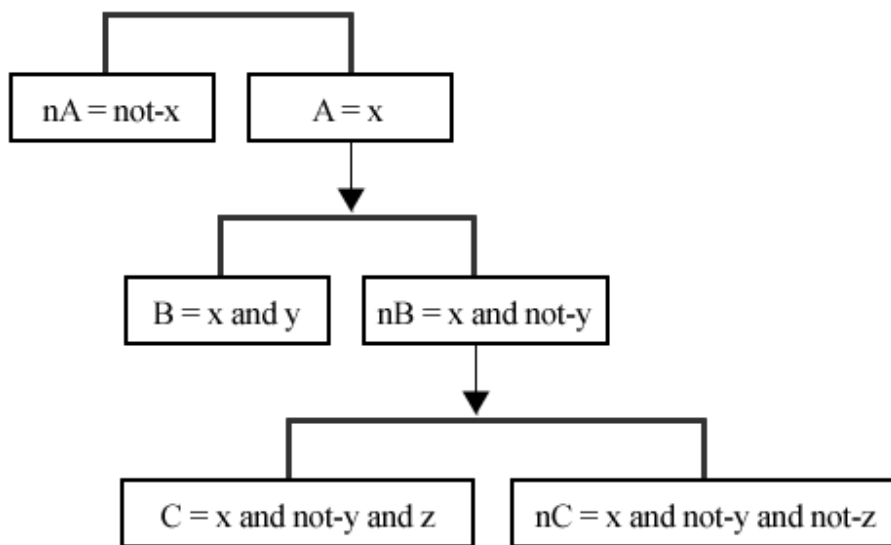 nA = not-x
A = x
B = x and y
nB = x and not-y
C = x and not-y and z
nC = x and not-y and not-z